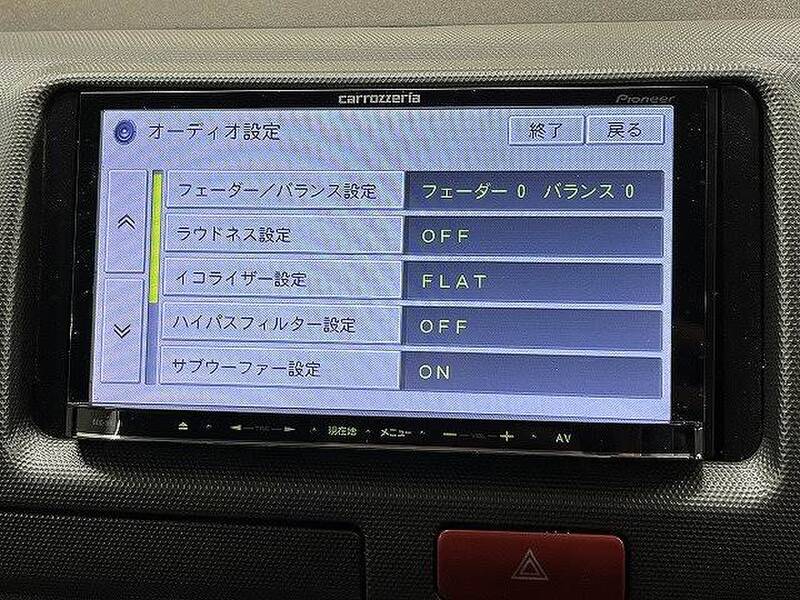 carrozzeria Pioneer
オーディオ設定 終了 戻る
フェーダー／バランス設定 フェーダー 0 バランス 0
ラウドネス設定 OFF
イコライザー設定 FLAT
ハイパスフィルター設定 OFF
サブウーファー設定 ON
現在地 メニュー AV